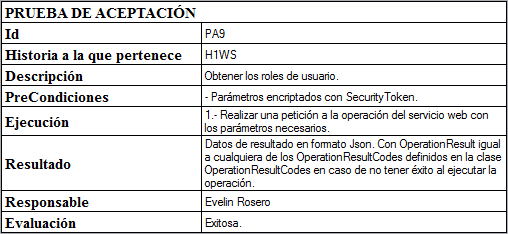 PRUEBA DE ACEPTACIÓN
Id PA9
Historia a la que pertenece H1WS
Descripción Obtener los roles de usuario.
PreCondiciones - Parámetros encriptados con SecurityToken.
Ejecución 1.- Realizar una petición a la operación del servicio web con
los parámetros necesarios.
Resultado Datos de resultado en formato Json. Con OperationResult igual
a cualquiera de los OperationResultCodes definidos en la clase
OperationResultCodes en caso de no tener éxito al ejecutar la
operación.
Responsable Evelin Rosero
Evaluación Exitosa.